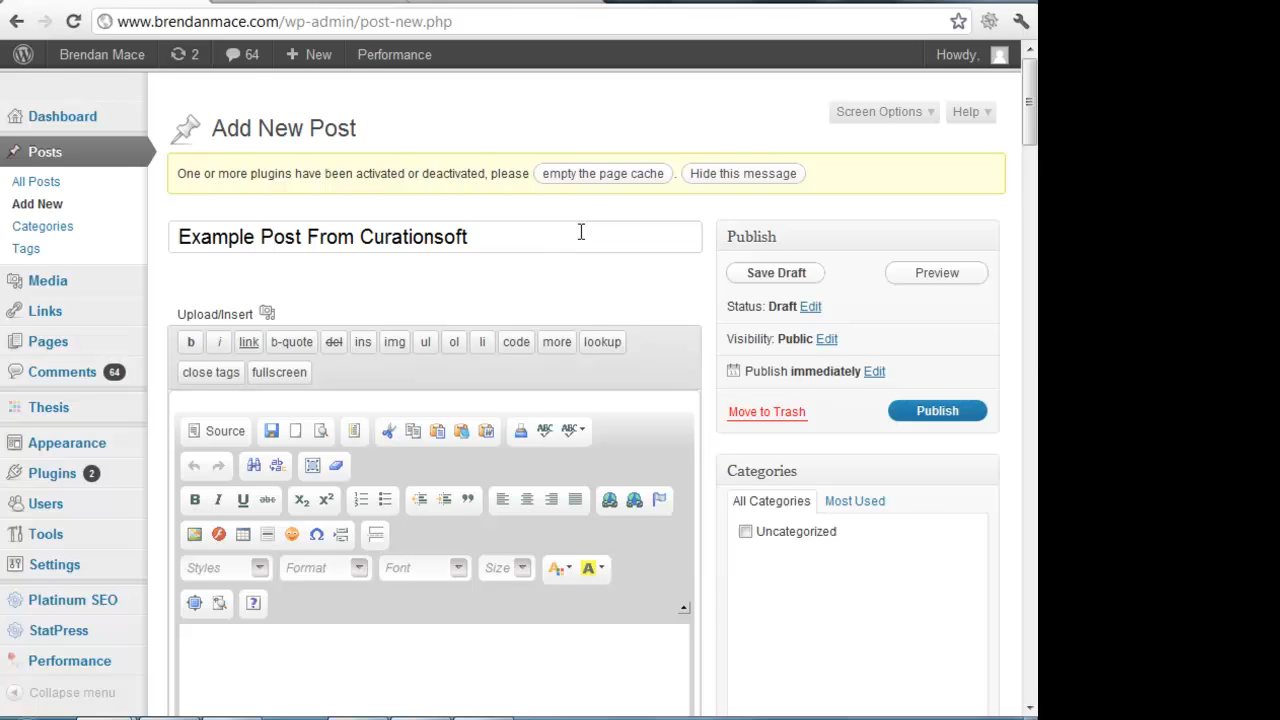 www.brendanmace.com/wp-admin/post-new.php
Brendan Mace 2 64 + New Performance Howdy,
Screen Options Help
Add New Post
One or more plugins have been activated or deactivated, please empty the page cache . Hide this message
Dashboard
Posts
All Posts
Add New
Categories
Tags
Media
Links
Pages
Comments 64
Thesis
Appearance
Plugins 2
Users
Tools
Settings
Platinum SEO
StatPress
Performance
Collapse menu
Example Post From Curationsoft
Upload/Insert
b i link b-quote del ins img ul ol li code more lookup
close tags fullscreen
Source ABC ABC
B I U abc X₂ X²
Styles Format Font Size A
?
Publish
Save Draft Preview
Status: Draft Edit
Visibility: Public Edit
Publish immediately Edit
Move to Trash Publish
Categories
All Categories Most Used
Uncategorized